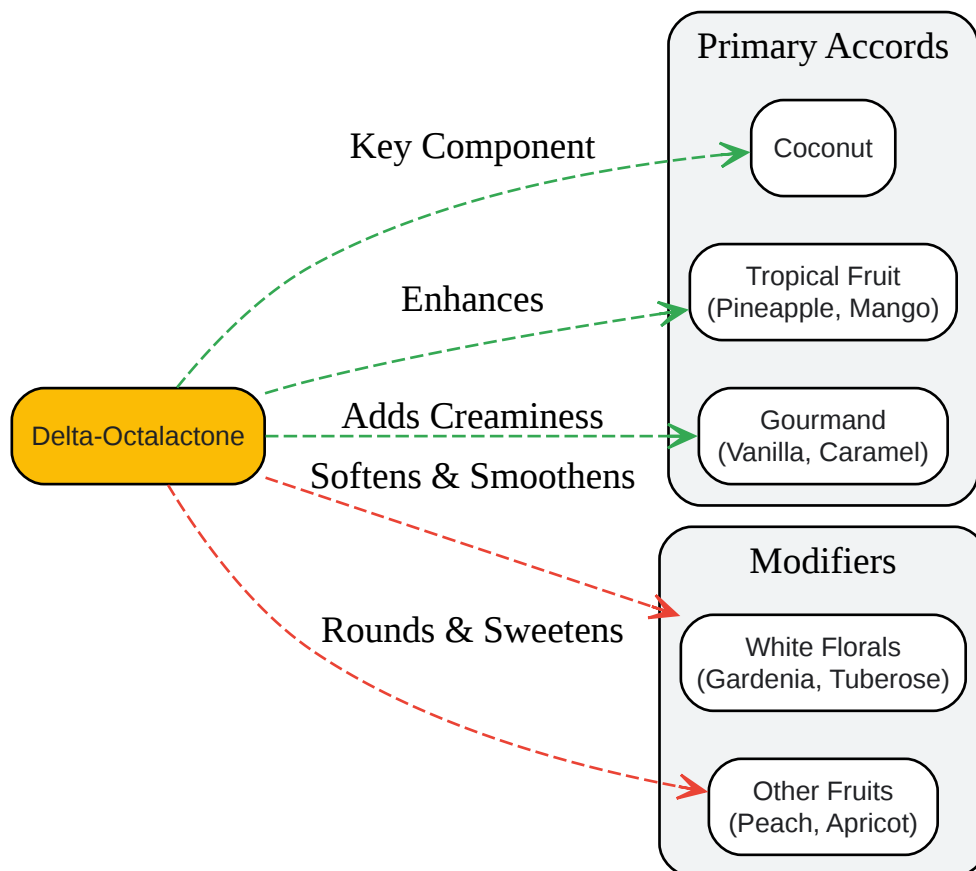 Primary Accords
Key Component
Coconut
Enhances
Tropical Fruit
(Pineapple, Mango)
Delta-Octalactone
Adds Creaminess
Gourmand
(Vanilla, Caramel)
Softens & Smoothens
Modifiers
Rounds & Sweetens
White Florals
(Gardenia, Tuberose)
Other Fruits
(Peach, Apricot)